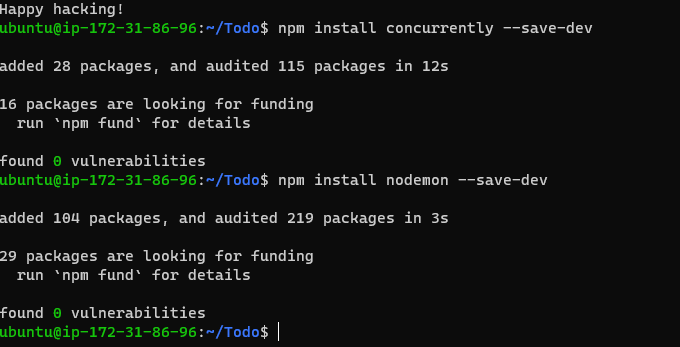 Happy hacking!
ubuntu@ip-172-31-86-96:~/Todo$ npm install concurrently --save-dev
added 28 packages, and audited 115 packages in 12s
16 packages are looking for funding
  run `npm fund` for details
found 0 vulnerabilities
ubuntu@ip-172-31-86-96:~/Todo$ npm install nodemon --save-dev
added 104 packages, and audited 219 packages in 3s
29 packages are looking for funding
  run `npm fund` for details
found 0 vulnerabilities
ubuntu@ip-172-31-86-96:~/Todo$